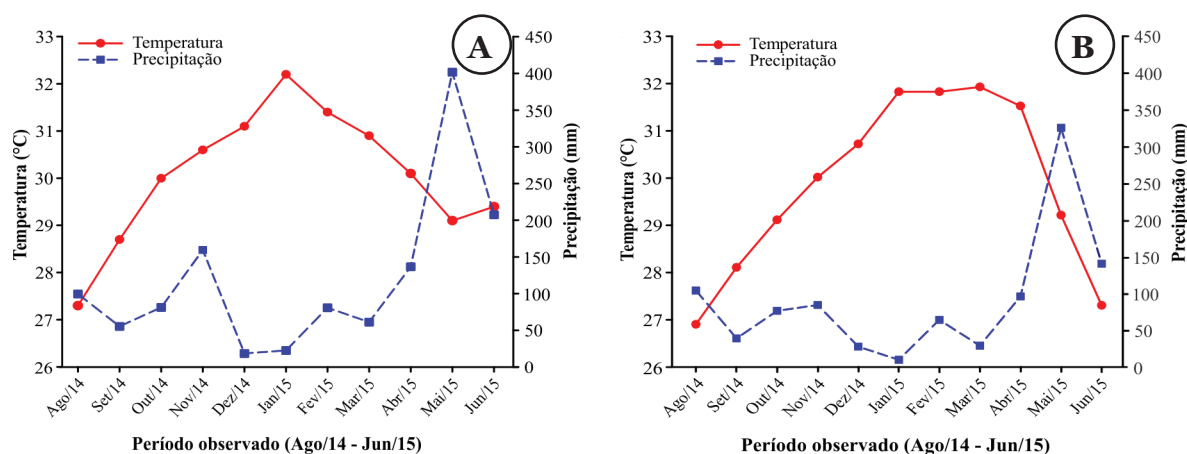 A
Temperatura
Precipitação
33
32
31
30
29
28
27
26
Temperatura (°C)
450
400
350
300
250
200
150
100
50
0
Precipitação (mm)
Ago/14
Set/14
Out/14
Nov/14
Dez/14
Jan/15
Fev/15
Mar/15
Abr/15
Mai/15
Jun/15
Período observado (Ago/14 - Jun/15)
B
Temperatura
Precipitação
33
32
31
30
29
28
27
26
Temperatura (°C)
450
400
350
300
250
200
150
100
50
0
Precipitação (mm)
Ago/14
Set/14
Out/14
Nov/14
Dez/14
Jan/15
Fev/15
Mar/15
Abr/15
Mai/15
Jun/15
Período observado (Ago/14 - Jun/15)